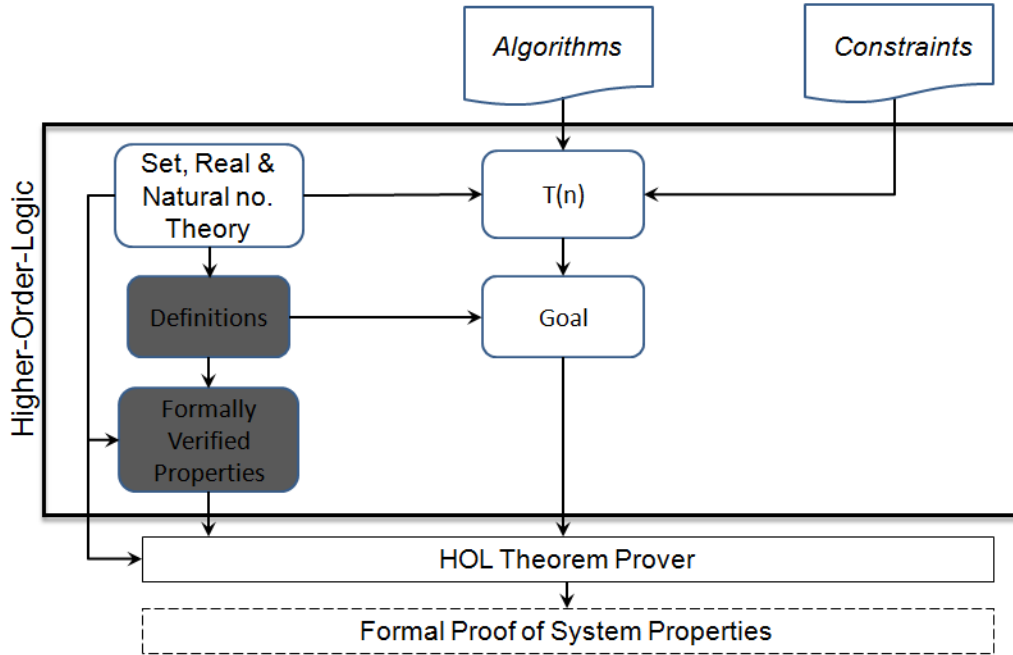 Algorithms
Constraints
Higher-Order-Logic
Set, Real &
Natural no.
Theory
T(n)
Definitions
Goal
Formally
Verified
Properties
HOL Theorem Prover
Formal Proof of System Properties